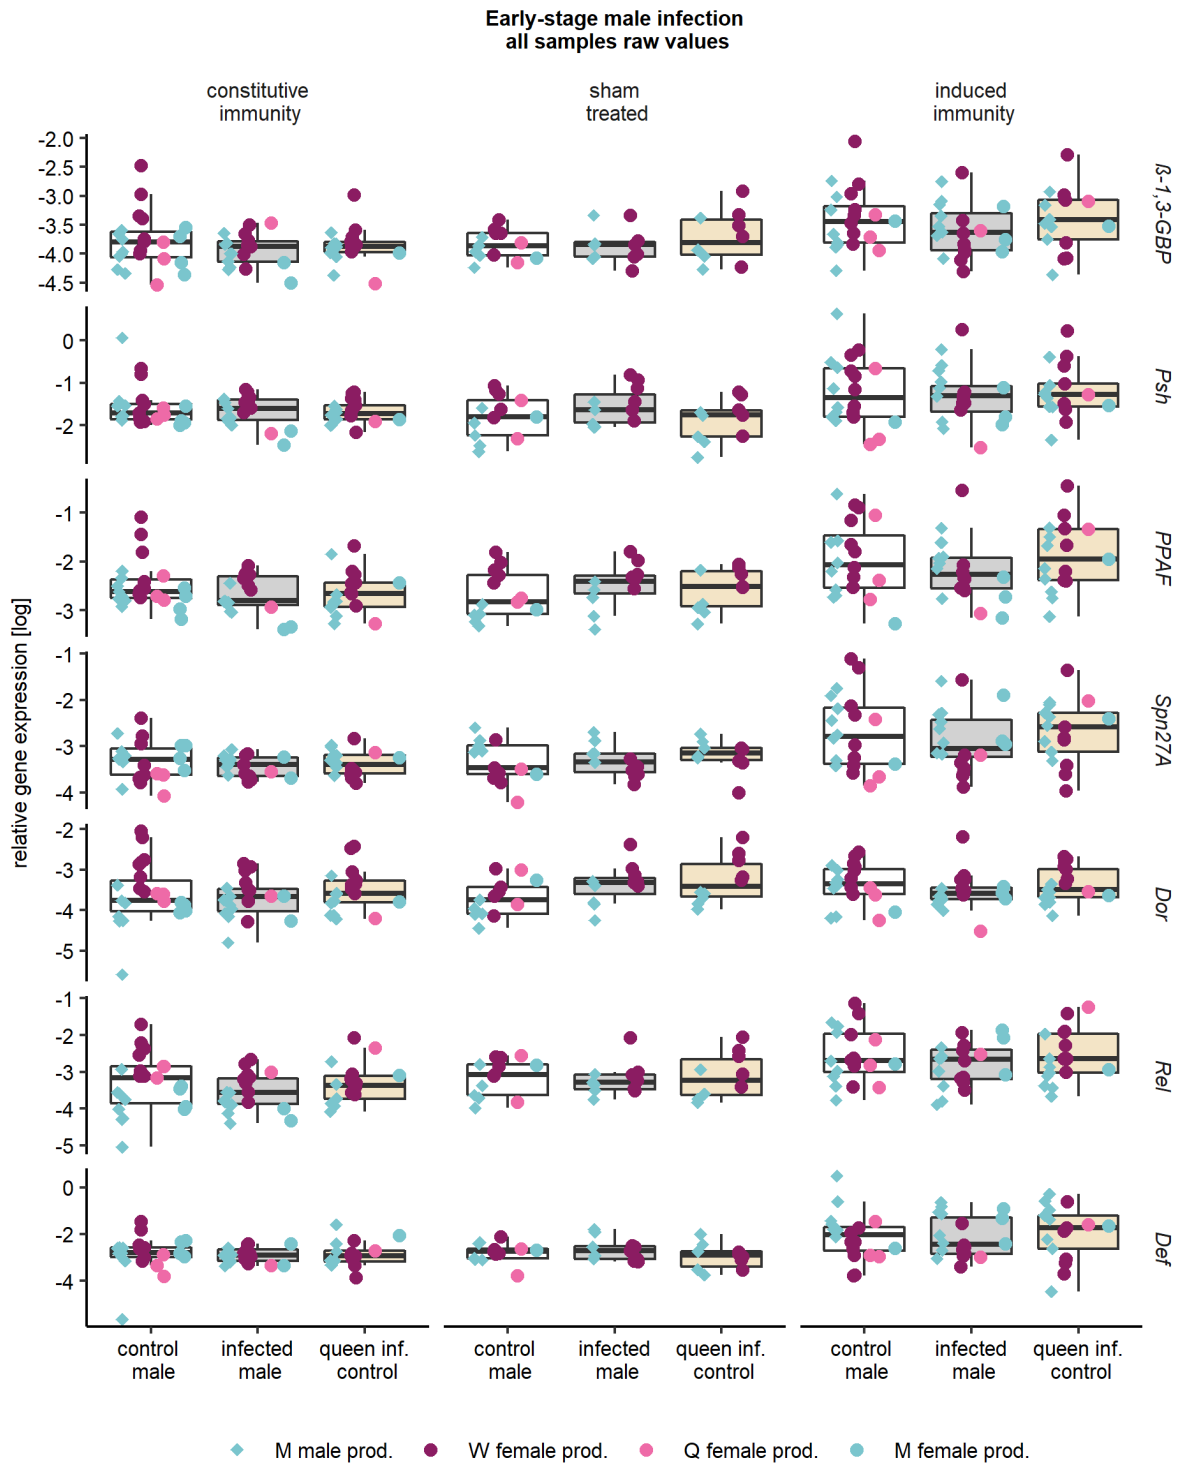 Early-stage male infection
all samples raw values
constitutive
immunity
sham
treated
induced
immunity
relative gene expression [log]
-2.0
-2.5
-3.0
-3.5
-4.0
-4.5
ß-1,3-GBP
0
-1
-2
Psh
-1
-2
-3
PPAF
-1
-2
-3
-4
Spn27A
-2
-3
-4
-5
Dor
-1
-2
-3
-4
-5
Rel
0
-2
-4
Def
control
male
infected
male
queen inf.
control
control
male
infected
male
queen inf.
control
control
male
infected
male
queen inf.
control
M male prod.
W female prod.
Q female prod.
M female prod.